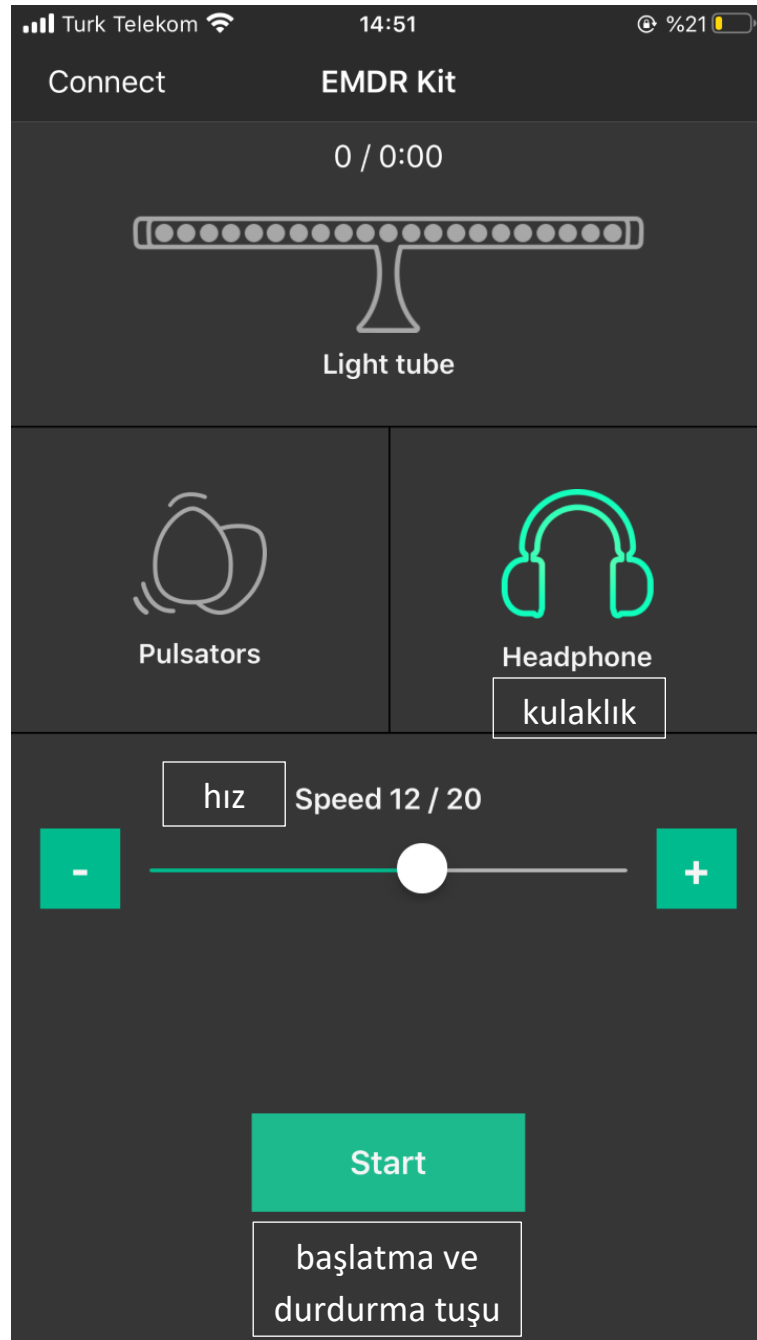 Turk Telekom 14:51 %21
Connect EMDR Kit
0 / 0:00
Light tube
Pulsators Headphone
kulaklık
hız Speed 12 / 20
- +
Start
başlatma ve
durdurma tuşu